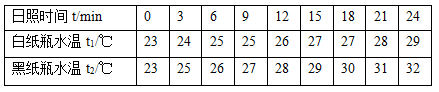 日照时间 t/min 0 3 6 9 12 15 18 21 24
白纸瓶水温 t₁/℃ 23 24 25 25 26 27 27 28 29
黑纸瓶水温 t₂/℃ 23 25 26 27 28 29 30 31 32